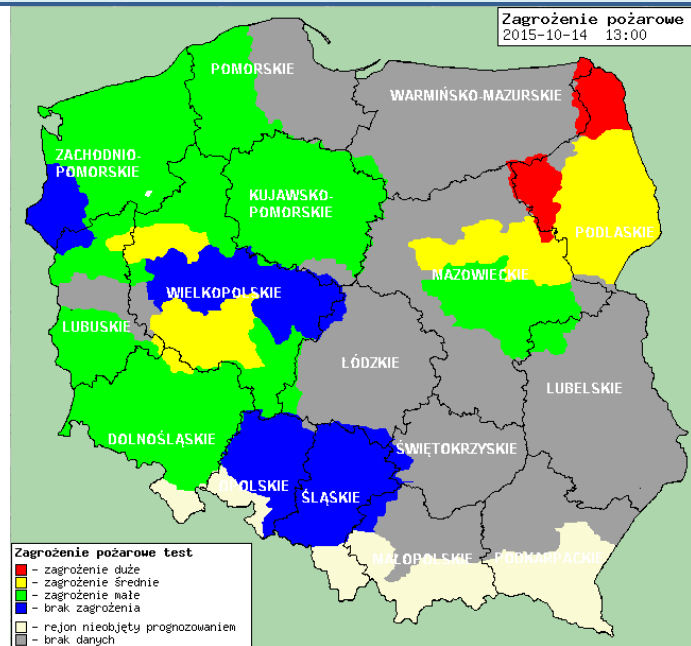 Zagrożenie pożarowe
2015-10-14 13:00
POMORSKIE
WARMIŃSKO-MAZURSKIE
ZACHODNIO-
POMORSKIE
KUJAWSKO-
POMORSKIE
PODLASKIE
MAZOWIECKIE
WIELKOPOLSKIE
LUBUSKIE
ŁÓDZKIE
LUBELSKIE
DOLNOŚLĄSKIE
ŚWIĘTOKRZYSKIE
OPOLSKIE
ŚLĄSKIE
MAŁOPOLSKIE
PODKARPACKIE
Zagrożenie pożarowe test
- zagrożenie duże
- zagrożenie średnie
- zagrożenie małe
- brak zagrożenia
- rejon nieobjęty prognozowaniem
- brak danych